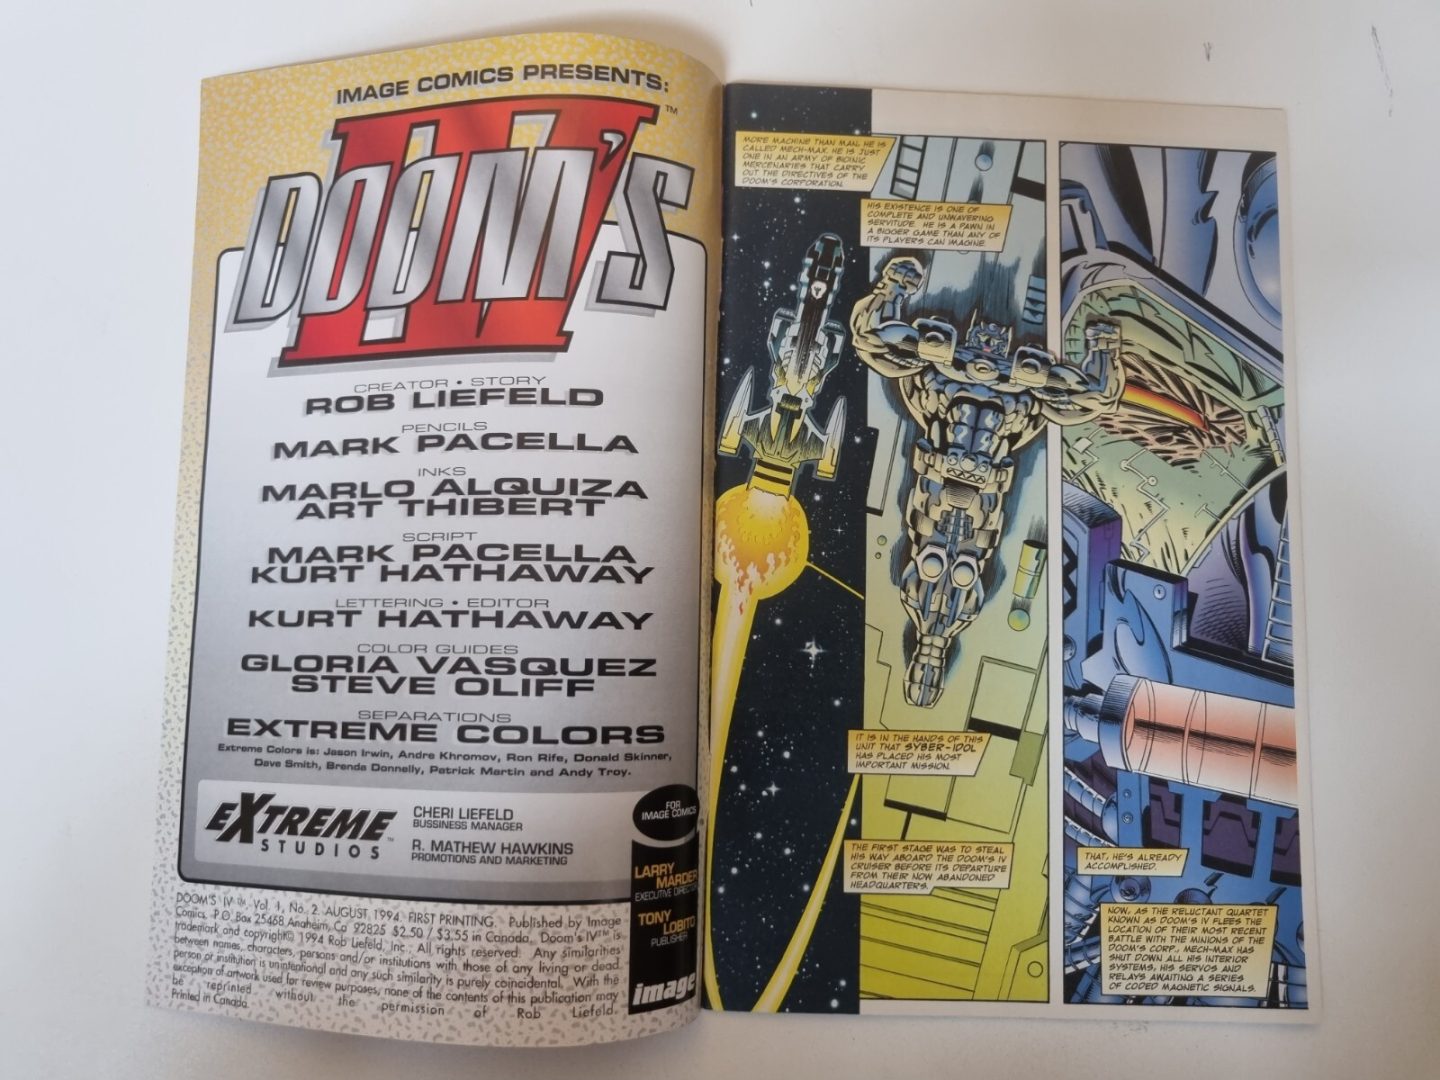 IMAGE COMICS PRESENTS:
DOOM'S IV™
CREATOR • STORY
ROB LIEFELD
PENCILS
MARK PACELLA
INKS
MARLO ALQUIZA
ART THIBERT
SCRIPT
MARK PACELLA
KURT HATHAWAY
LETTERING • EDITOR
KURT HATHAWAY
COLOR GUIDES
GLORIA VASQUEZ
STEVE OLIFF
SEPARATIONS
EXTREME COLORS
Extreme Colors is: Jason Irwin, Andre Khromov, Ron Rife, Donald Skinner,
Dave Smith, Brenda Donnelly, Patrick Martin and Andy Troy.
EXTREME™
STUDIOS
CHERI LIEFELD
BUSSINESS MANAGER
R. MATHEW HAWKINS
PROMOTIONS AND MARKETING
FOR
IMAGE COMICS
LARRY
MARDER
EXECUTIVE DIRECTOR
TONY
LOBITO
PUBLISHER
image
DOOM'S IV™, Vol. 1, No. 2. AUGUST 1994. FIRST PRINTING. Published by Image
Comics. P.O. Box 25468 Anaheim, Ca 92825 $2.50 / $3.55 in Canada. Doom's IV™ is
trademark and copyright© 1994 Rob Liefeld, Inc. All rights reserved. Any similarities
between names, characters, persons and/or institutions with those of any living or dead
person or institution is unintentional and any such similarity is purely coincidental. With the
exception of artwork used for review purposes, none of the contents of this publication may
be reprinted without the permission of Rob Liefeld.
Printed in Canada.
MORE MACHINE THAN MAN, HE IS
CALLED MECH-MAX. HE IS JUST
ONE IN AN ARMY OF BIONIC
MERCENARIES THAT CARRY
OUT THE DIRECTIVES OF THE
DOOM'S CORPORATION.
HIS EXISTENCE IS ONE OF
COMPLETE AND UNWAVERING
SERVITUDE. HE IS A PAWN IN
A BIGGER GAME THAN ANY OF
ITS PLAYERS CAN IMAGINE.
IT IS IN THE HANDS OF THIS
UNIT THAT SYBER-IDOL
HAS PLACED HIS MOST
IMPORTANT MISSION.
THE FIRST STAGE WAS TO STEAL
HIS WAY ABOARD THE DOOM'S IV
CRUISER BEFORE ITS DEPARTURE
FROM THEIR NOW ABANDONED
HEADQUARTERS.
THAT, HE'S ALREADY
ACCOMPLISHED.
NOW, AS THE RELUCTANT QUARTET
KNOWN AS DOOM'S IV FLEES THE
LOCATION OF THEIR MOST RECENT
BATTLE WITH THE MINIONS OF THE
DOOM'S CORP., MECH-MAX HAS
SHUT DOWN ALL HIS INTERIOR
SYSTEMS, HIS SERVOS AND
RELAYS AWAITING A SERIES
OF CODED MAGNETIC SIGNALS.